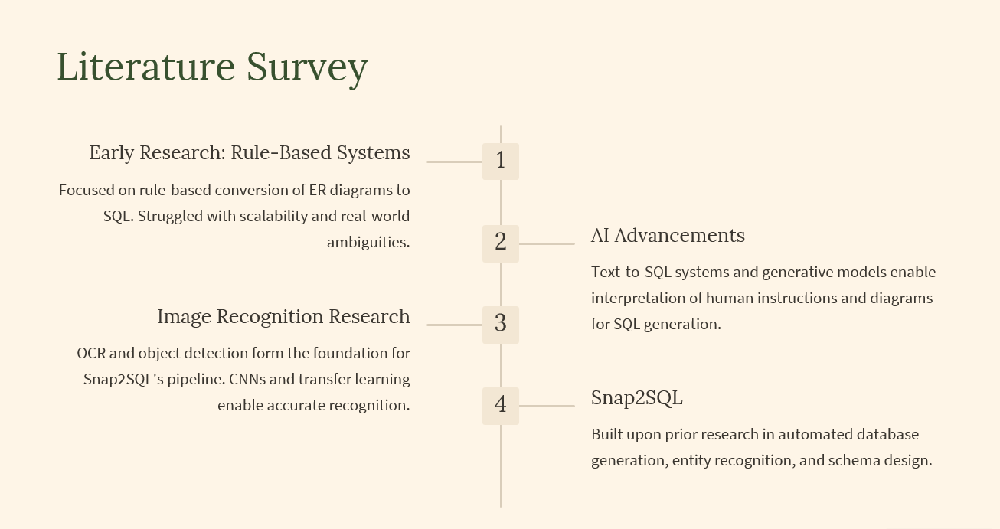 Literature Survey
Early Research: Rule-Based Systems
Focused on rule-based conversion of ER diagrams to
SQL. Struggled with scalability and real-world
ambiguities.
1
2
AI Advancements
Text-to-SQL systems and generative models enable
interpretation of human instructions and diagrams
for SQL generation.
Image Recognition Research
OCR and object detection form the foundation for
Snap2SQL's pipeline. CNNs and transfer learning
enable accurate recognition.
3
4
Snap2SQL
Built upon prior research in automated database
generation, entity recognition, and schema design.